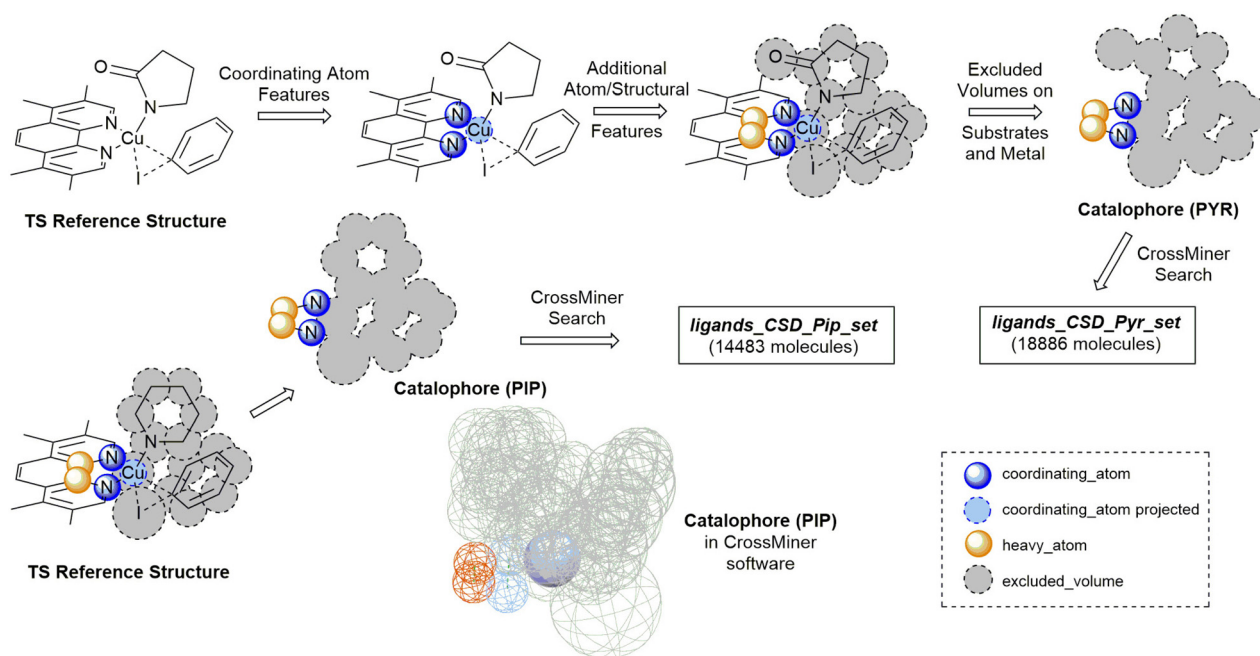 O
N
N
N
Cu
I
TS Reference Structure
Coordinating Atom
Features
O
N
N
N
Cu
I
Additional
Atom/Structural
Features
O
N
N
N
Cu
I
Excluded
Volumes on
Substrates
and Metal
N
N
Catalophore (PYR)
CrossMiner
Search
ligands_CSD_Pyr_set
(18886 molecules)
N
N
Catalophore (PIP)
CrossMiner
Search
ligands_CSD_Pip_set
(14483 molecules)
N
N
N
Cu
I
TS Reference Structure
Catalophore (PIP)
in CrossMiner
software
coordinating_atom
coordinating_atom projected
heavy_atom
excluded_volume